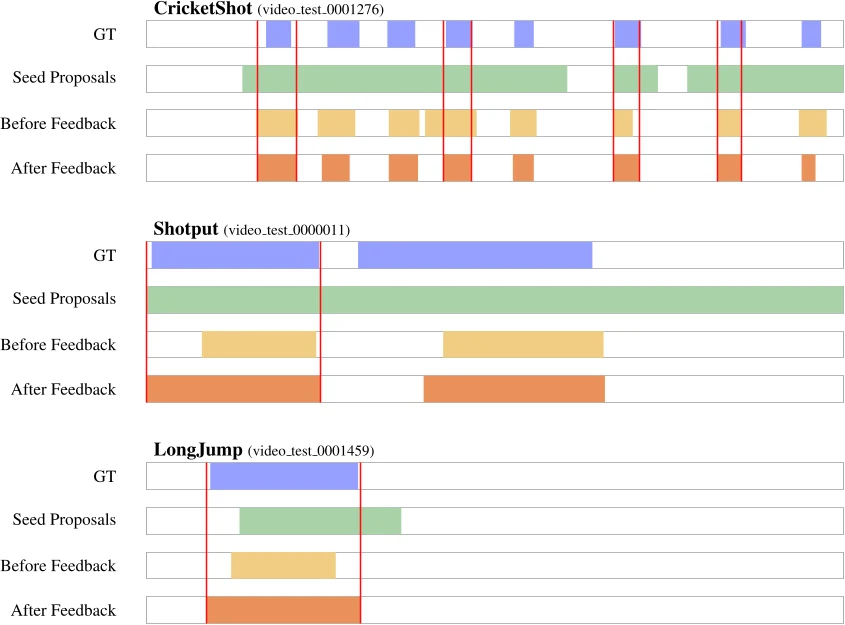 CricketShot (video_test_0001276)
GT
Seed Proposals
Before Feedback
After Feedback
Shotput (video_test_0000011)
GT
Seed Proposals
Before Feedback
After Feedback
LongJump (video_test_0001459)
GT
Seed Proposals
Before Feedback
After Feedback